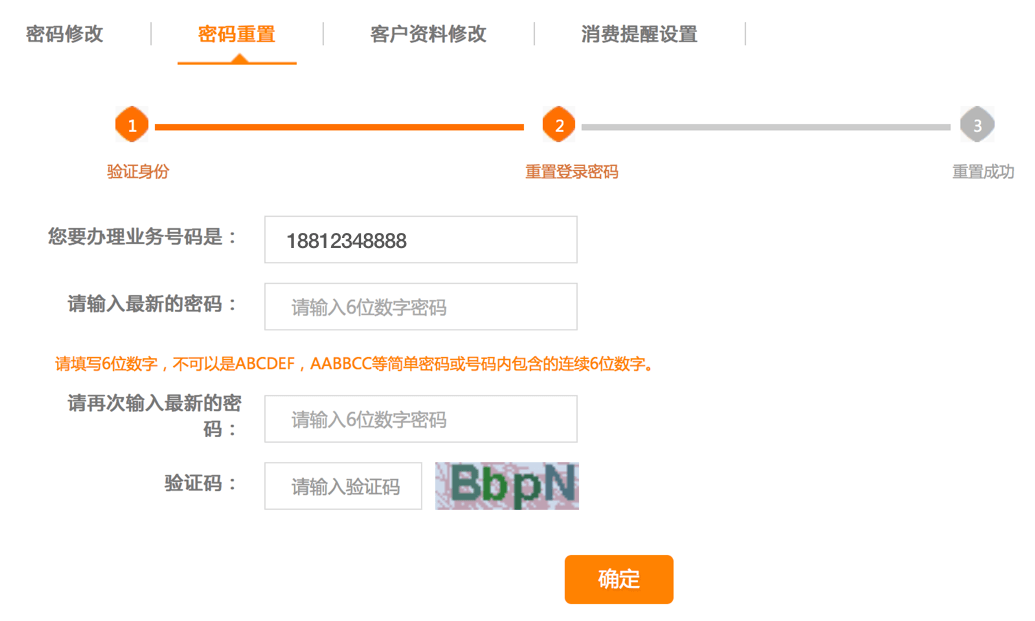 密码修改 密码重置 客户资料修改 消费提醒设置
1 2 3
验证身份 重置登录密码 重置成功
您要办理业务号码是： 18812348888
请输入最新的密码： 请输入6位数字密码
请填写6位数字，不可以是ABCDEF，AABBCC等简单密码或号码内包含的连续6位数字。
请再次输入最新的密
码： 请输入6位数字密码
验证码： 请输入验证码 BbpN
确定